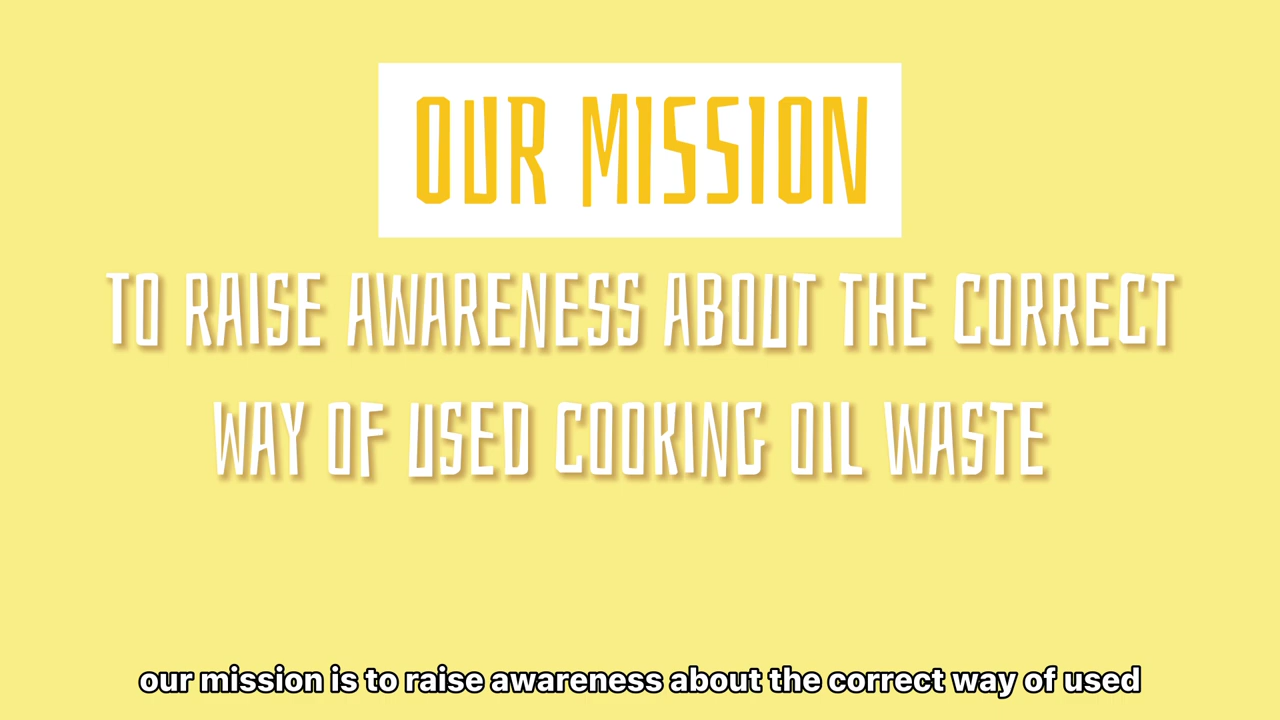 OUR MISSION
TO RAISE AWARENESS ABOUT THE CORRECT
WAY OF USED COOKING OIL WASTE
our mission is to raise awareness about the correct way of used